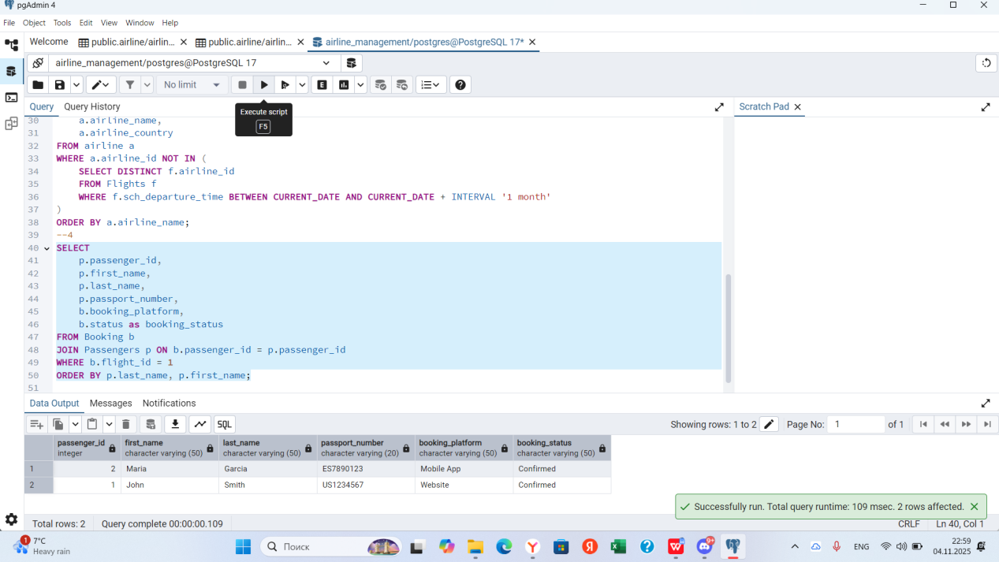 pgAdmin 4
File Object Tools Edit View Window Help
Welcome public.airline/airlin... public.airline/airlin... airline_management/postgres@PostgreSQL 17*
airline_management/postgres@PostgreSQL 17
No limit
E
Query Query History
Scratch Pad
Execute script
F5
30 a.airline_name,
31 a.airline_country
32 FROM airline a
33 WHERE a.airline_id NOT IN (
34 SELECT DISTINCT f.airline_id
35 FROM Flights f
36 WHERE f.sch_departure_time BETWEEN CURRENT_DATE AND CURRENT_DATE + INTERVAL '1 month'
37 )
38 ORDER BY a.airline_name;
39 --4
40 SELECT
41 p.passenger_id,
42 p.first_name,
43 p.last_name,
44 p.passport_number,
45 b.booking_platform,
46 b.status as booking_status
47 FROM Booking b
48 JOIN Passengers p ON b.passenger_id = p.passenger_id
49 WHERE b.flight_id = 1
50 ORDER BY p.last_name, p.first_name;
51
Data Output Messages Notifications
SQL Showing rows: 1 to 2 Page No: 1 of 1
passenger_id first_name last_name passport_number booking_platform booking_status
integer character varying (50) character varying (50) character varying (20) character varying (50) character varying (50)
1 2 Maria Garcia ES7890123 Mobile App Confirmed
2 1 John Smith US1234567 Website Confirmed
Successfully run. Total query runtime: 109 msec. 2 rows affected.
Total rows: 2 Query complete 00:00:00.109 CRLF Ln 40, Col 1
1 7°C
Heavy rain
Поиск
Я
9+
ENG
22:59
04.11.2025